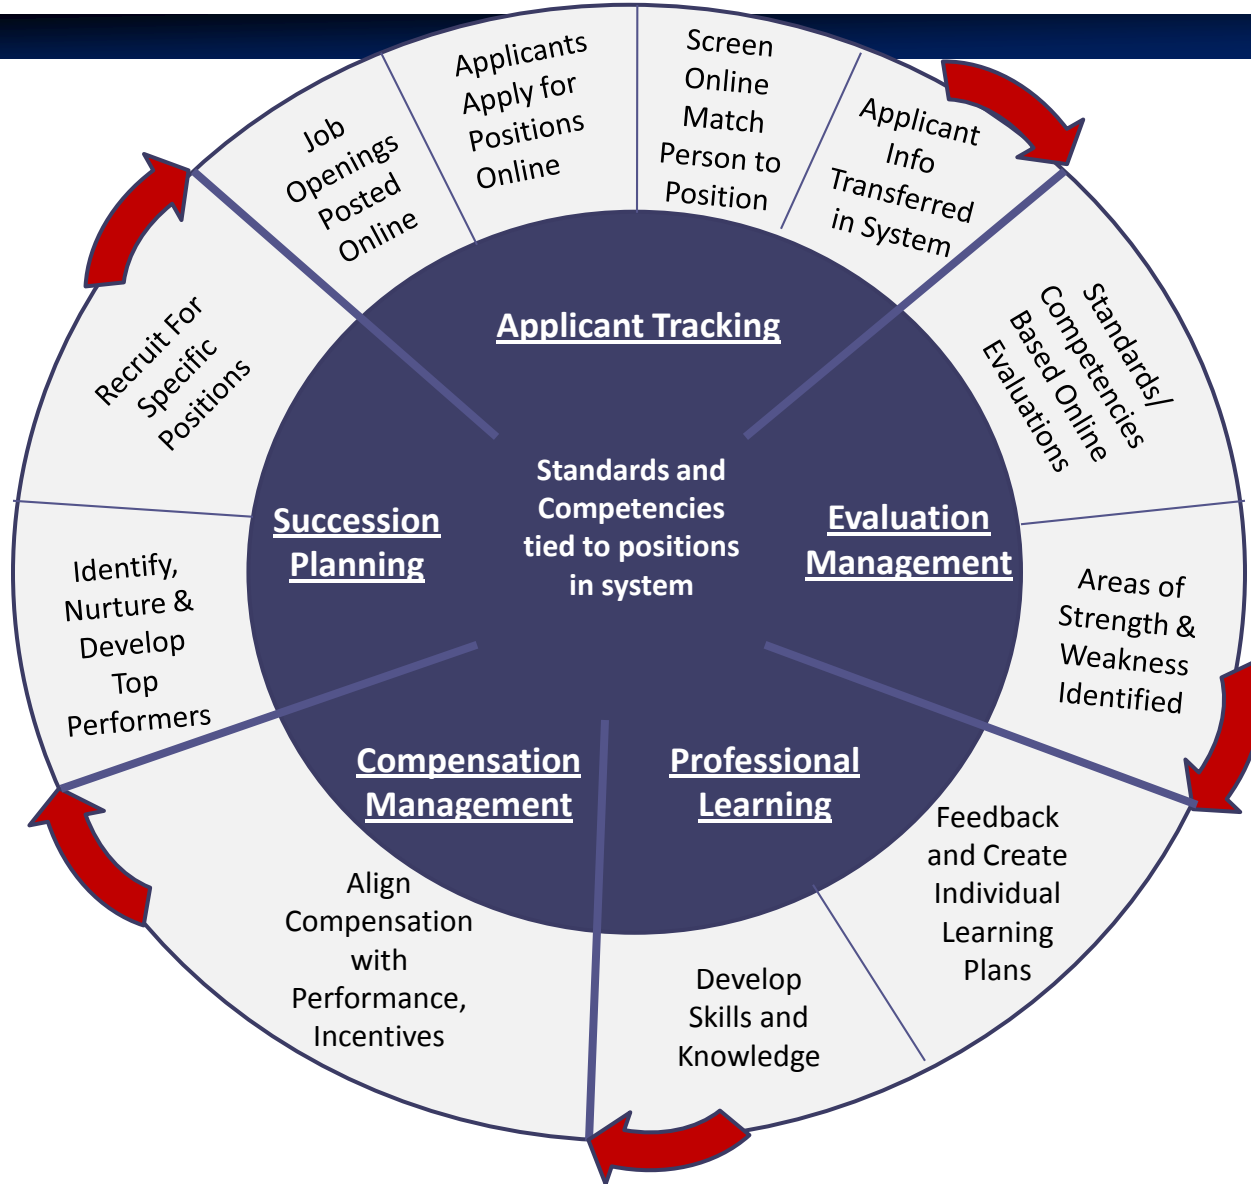 Job
Openings
Posted
Online
Applicants
Apply for
Positions
Online
Screen
Online
Match
Person to
Position
Applicant
Info
Transferred
in System
Standards/
Competencies
Based Online
Evaluations
Areas of
Strength &
Weakness
Identified
Feedback
and Create
Individual
Learning
Plans
Develop
Skills and
Knowledge
Align
Compensation
with
Performance,
Incentives
Identify,
Nurture &
Develop
Top
Performers
Recruit For
Specific
Positions
Applicant Tracking
Evaluation
Management
Professional
Learning
Compensation
Management
Succession
Planning
Standards and
Competencies
tied to positions
in system